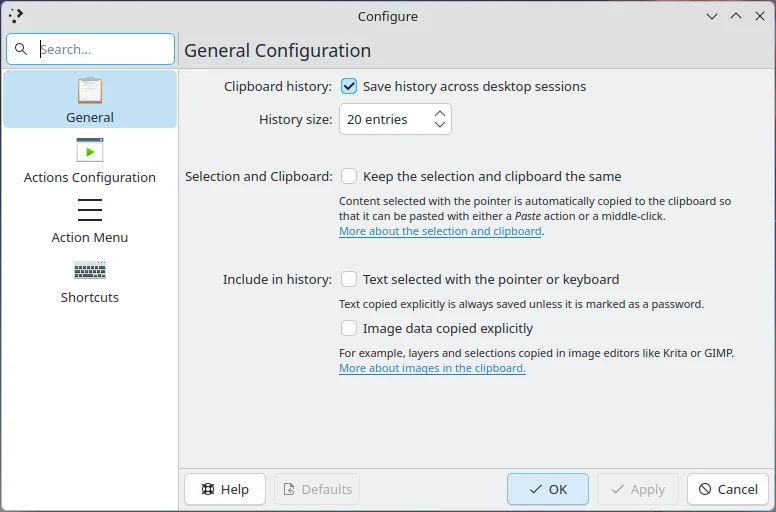 Configure
Search...
General Configuration
General
Actions Configuration
Action Menu
Shortcuts
Clipboard history: Save history across desktop sessions
History size: 20 entries
Selection and Clipboard: Keep the selection and clipboard the same
Content selected with the pointer is automatically copied to the clipboard so
that it can be pasted with either a Paste action or a middle-click.
More about the selection and clipboard.
Include in history: Text selected with the pointer or keyboard
Text copied explicitly is always saved unless it is marked as a password.
Image data copied explicitly
For example, layers and selections copied in image editors like Krita or GIMP.
More about images in the clipboard.
Help Defaults OK Apply Cancel